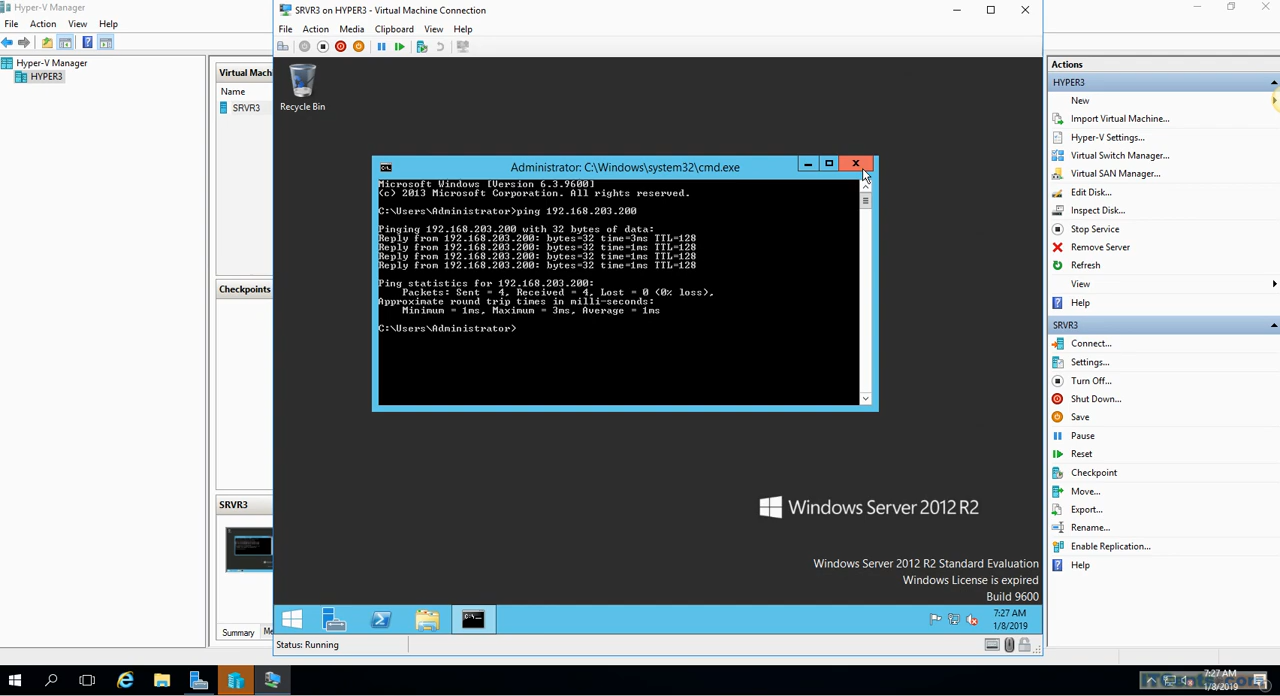 Hyper-V Manager
File Action View Help
Hyper-V Manager
HYPER3
Virtual Mach
Name
SRVR3
Checkpoints
SRVR3
Summary Me
SRVR3 on HYPER3 - Virtual Machine Connection
File Action Media Clipboard View Help
Recycle Bin
Administrator: C:\Windows\system32\cmd.exe
Microsoft Windows [Version 6.3.9600]
(c) 2013 Microsoft Corporation. All rights reserved.
C:\Users\Administrator>ping 192.168.203.200
Pinging 192.168.203.200 with 32 bytes of data:
Reply from 192.168.203.200: bytes=32 time=3ms TTL=128
Reply from 192.168.203.200: bytes=32 time=1ms TTL=128
Reply from 192.168.203.200: bytes=32 time=1ms TTL=128
Reply from 192.168.203.200: bytes=32 time=1ms TTL=128
Ping statistics for 192.168.203.200:
Packets: Sent = 4, Received = 4, Lost = 0 (0% loss),
Approximate round trip times in milli-seconds:
Minimum = 1ms, Maximum = 3ms, Average = 1ms
C:\Users\Administrator>
Windows Server 2012 R2
Windows Server 2012 R2 Standard Evaluation
Windows License is expired
Build 9600
7:27 AM
1/8/2019
Status: Running
Actions
HYPER3
New
Import Virtual Machine...
Hyper-V Settings...
Virtual Switch Manager...
Virtual SAN Manager...
Edit Disk...
Inspect Disk...
Stop Service
Remove Server
Refresh
View
Help
SRVR3
Connect...
Settings...
Turn Off...
Shut Down...
Save
Pause
Reset
Checkpoint
Move...
Export...
Rename...
Enable Replication...
Help
7:27 AM
1/8/2019